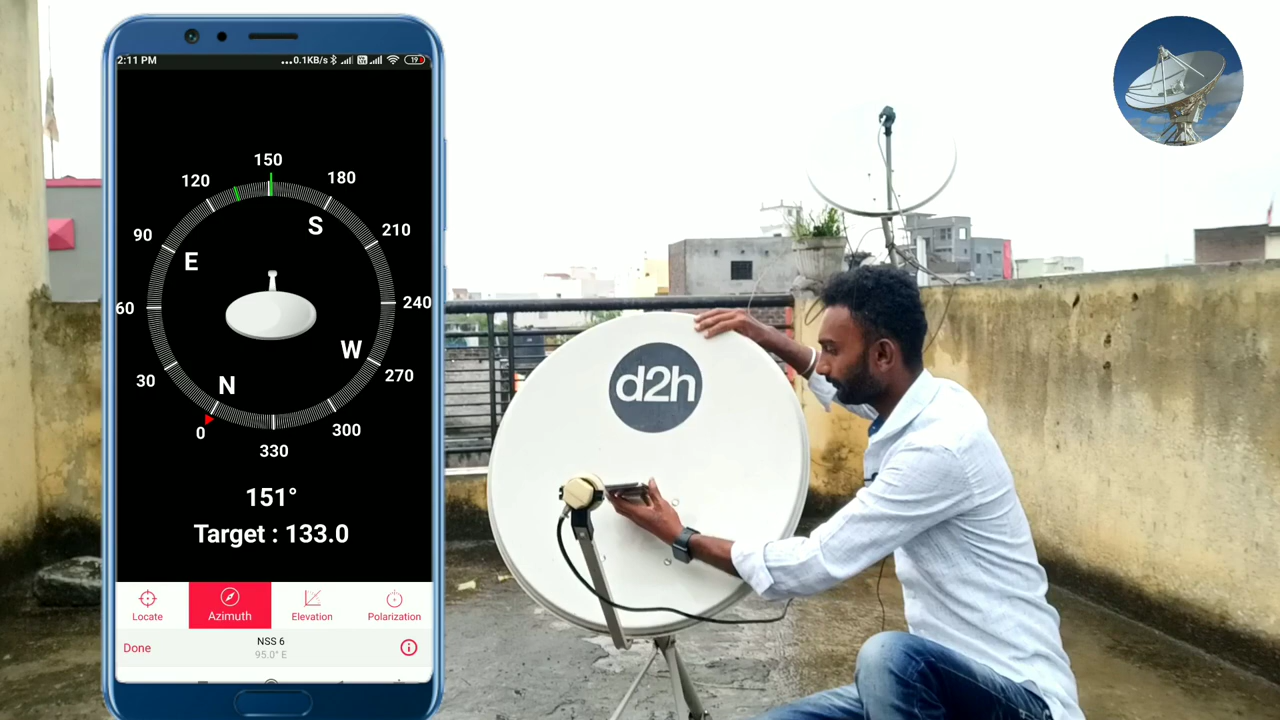 2:11 PM
...0.1KB/s
19
150
120
180
S
90
210
E
60
240
W
270
30
N
0
300
330
151°
Target : 133.0
Locate
Azimuth
Elevation
Polarization
Done
NSS 6
95.0° E
d2h